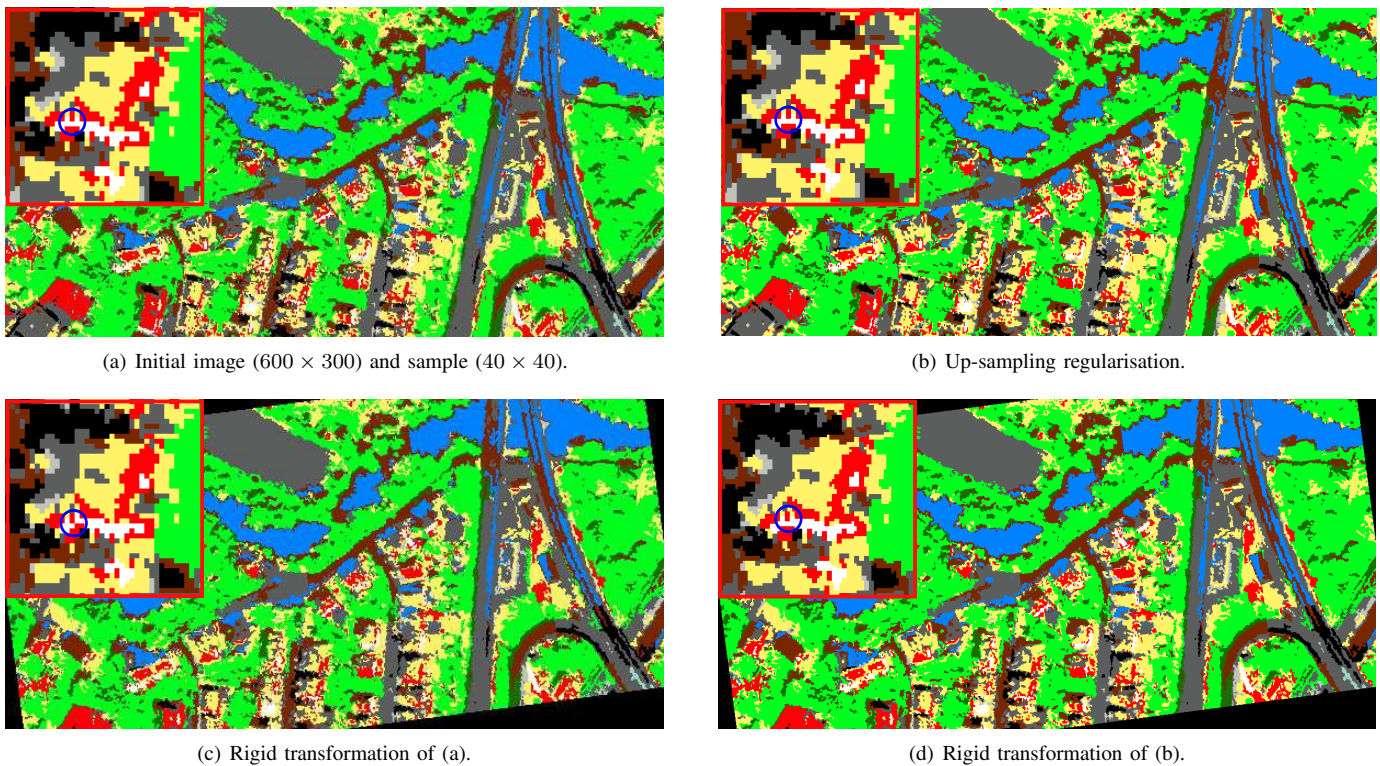 (a) Initial image (600 × 300) and sample (40 × 40).
(b) Up-sampling regularisation.
(c) Rigid transformation of (a).
(d) Rigid transformation of (b).